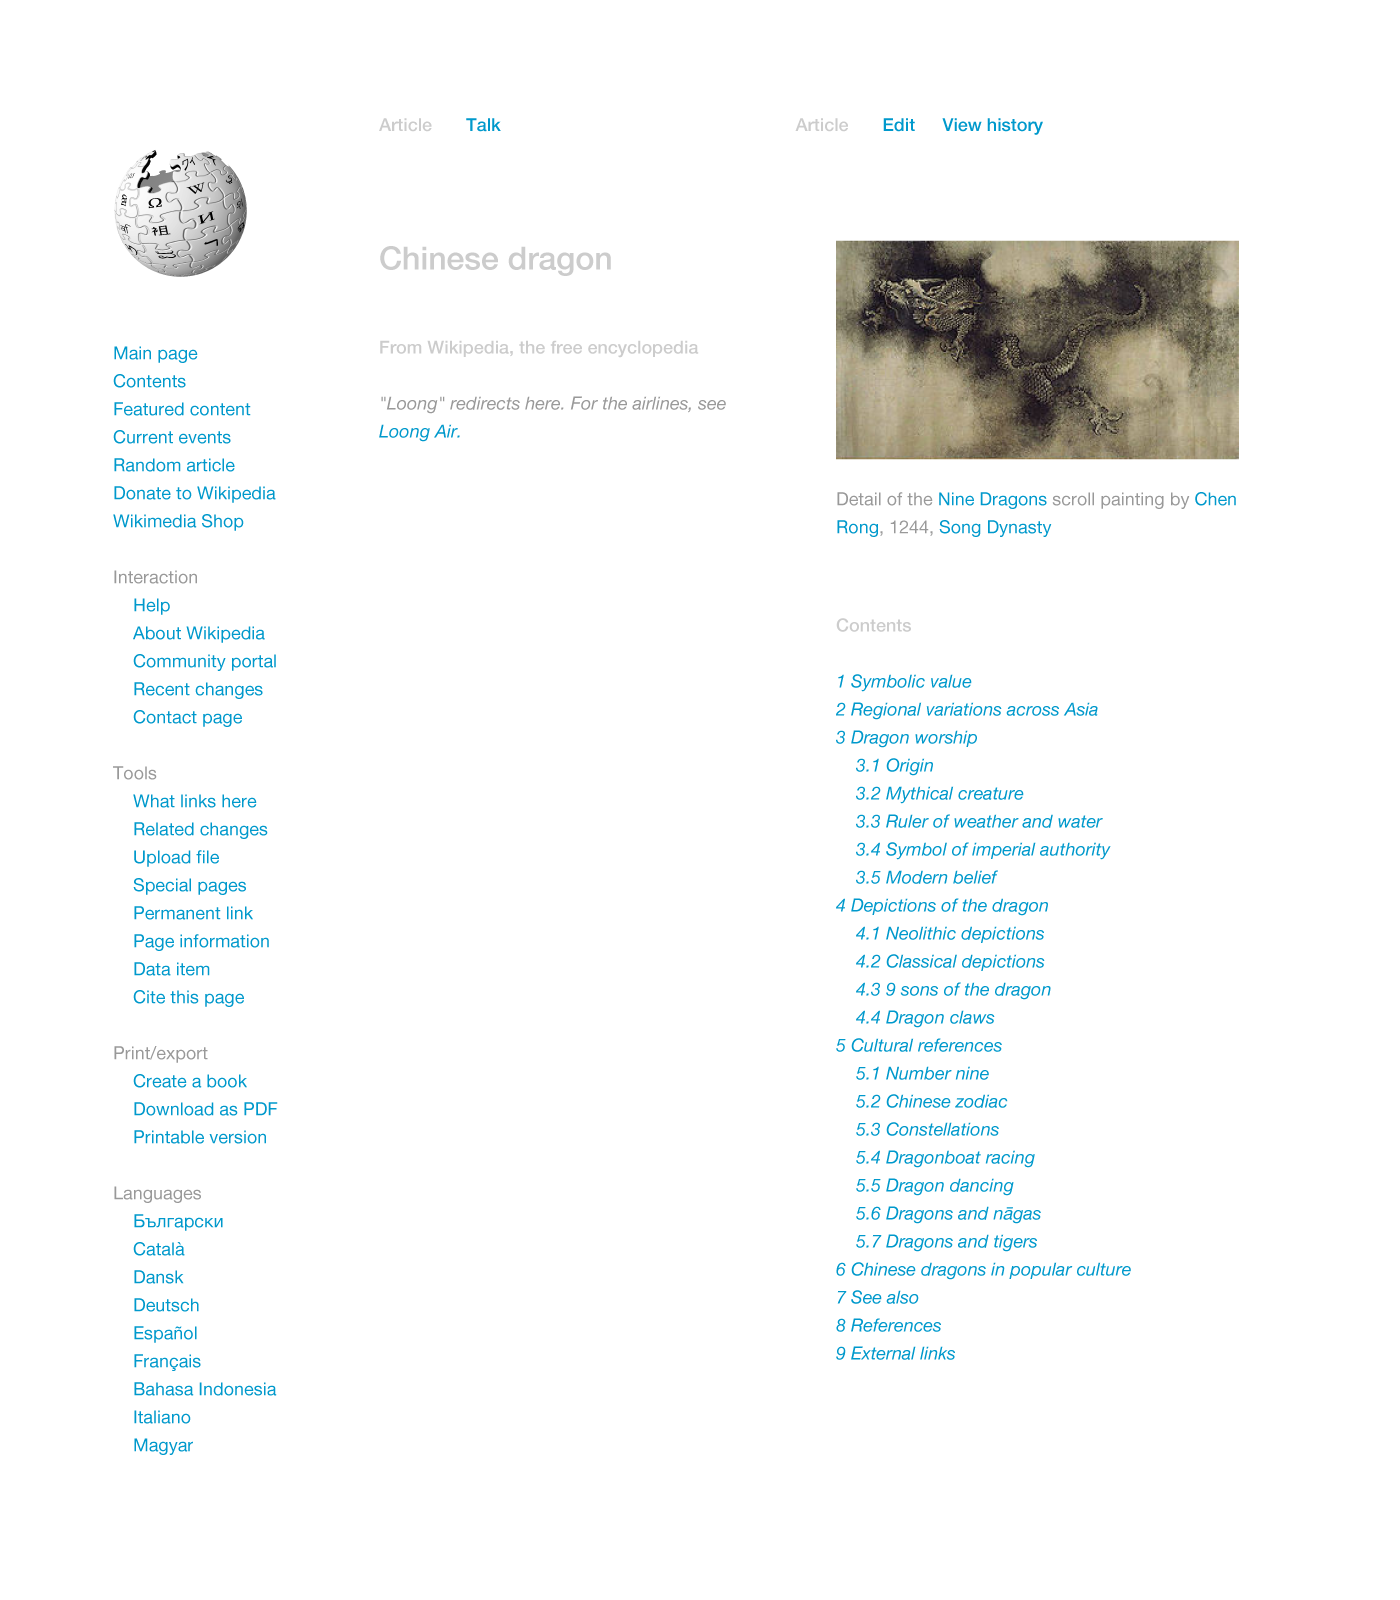 Article Talk
Article Edit View history
Chinese dragon
From Wikipedia, the free encyclopedia
"Loong" redirects here. For the airlines, see
Loong Air.
Main page
Contents
Featured content
Current events
Random article
Donate to Wikipedia
Wikimedia Shop
Interaction
Help
About Wikipedia
Community portal
Recent changes
Contact page
Tools
What links here
Related changes
Upload file
Special pages
Permanent link
Page information
Data item
Cite this page
Print/export
Create a book
Download as PDF
Printable version
Languages
Български
Català
Dansk
Deutsch
Español
Français
Bahasa Indonesia
Italiano
Magyar
Detail of the Nine Dragons scroll painting by Chen
Rong, 1244, Song Dynasty
Contents
1 Symbolic value
2 Regional variations across Asia
3 Dragon worship
3.1 Origin
3.2 Mythical creature
3.3 Ruler of weather and water
3.4 Symbol of imperial authority
3.5 Modern belief
4 Depictions of the dragon
4.1 Neolithic depictions
4.2 Classical depictions
4.3 9 sons of the dragon
4.4 Dragon claws
5 Cultural references
5.1 Number nine
5.2 Chinese zodiac
5.3 Constellations
5.4 Dragonboat racing
5.5 Dragon dancing
5.6 Dragons and nāgas
5.7 Dragons and tigers
6 Chinese dragons in popular culture
7 See also
8 References
9 External links